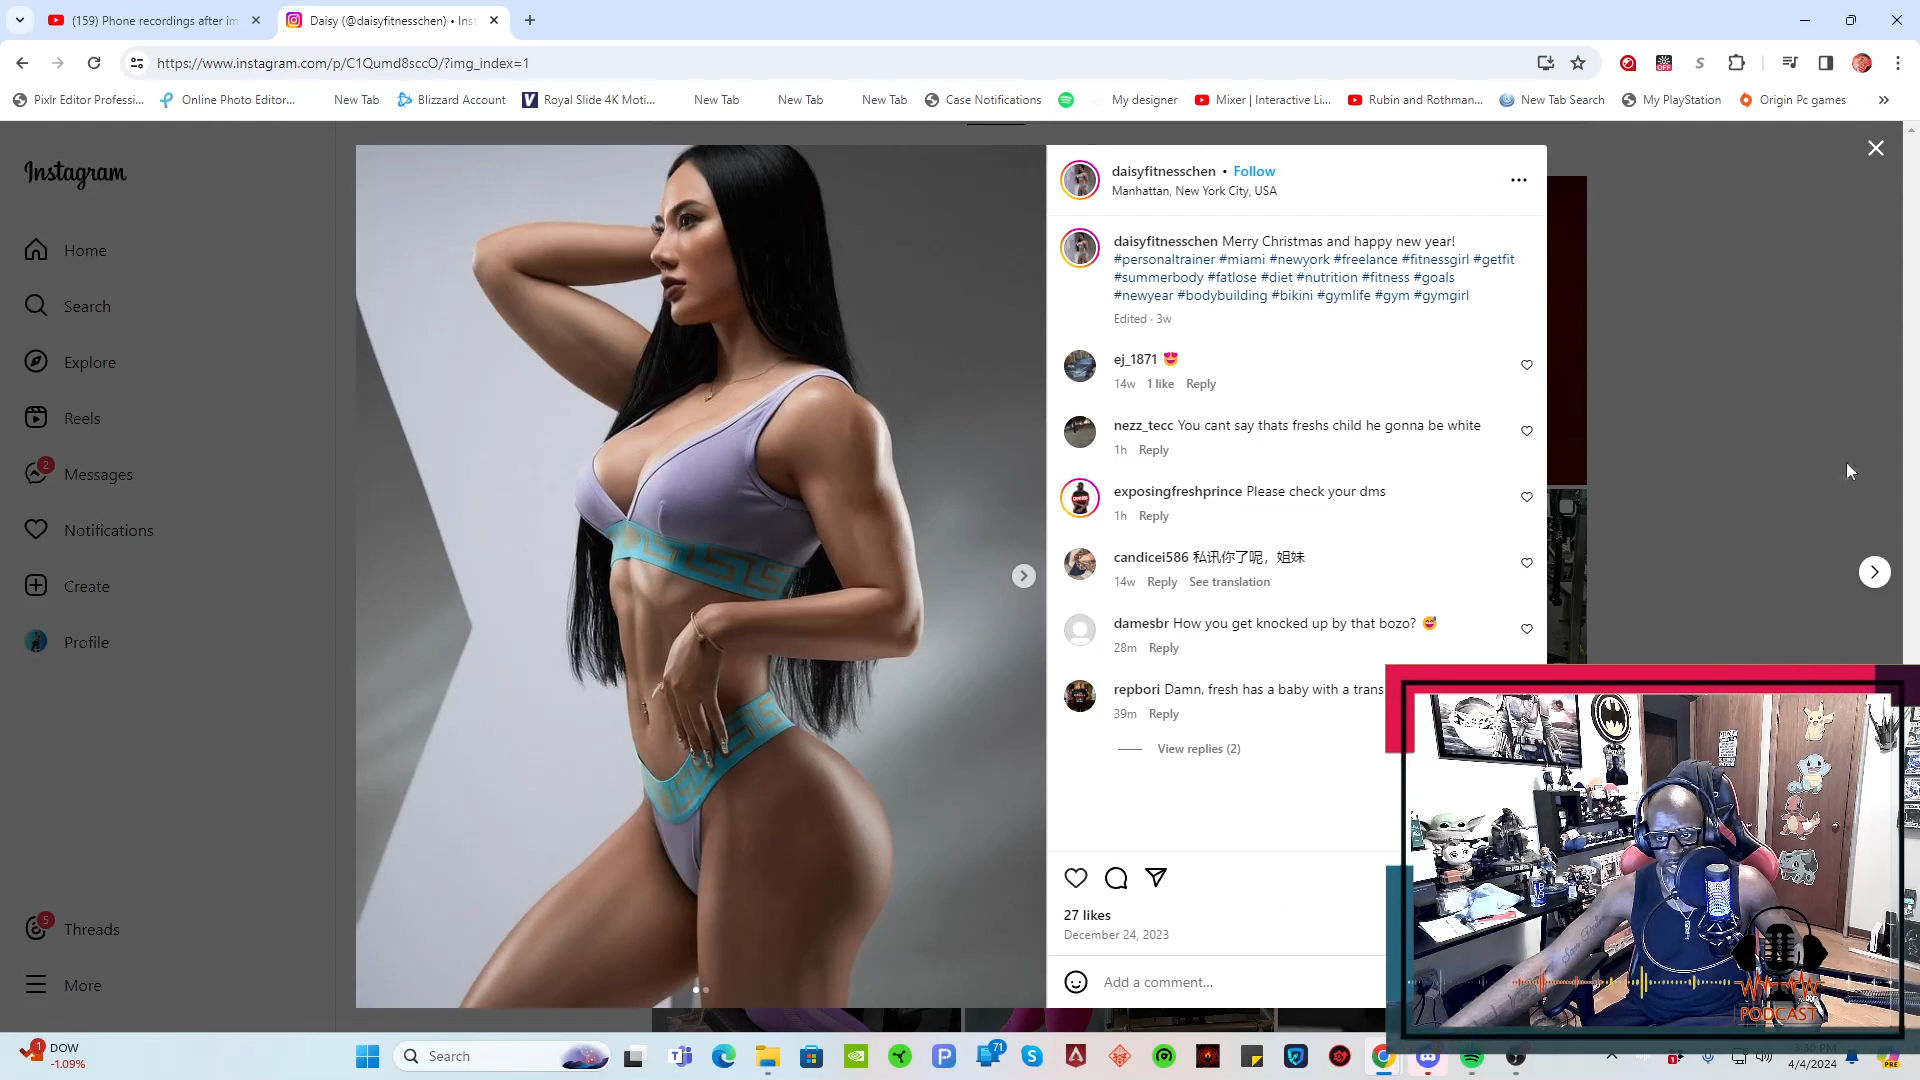 (159) Phone recordings after im
Daisy (@daisyfitnesschen) • Inst
https://www.instagram.com/p/C1Qumd8sccO/?img_index=1
OFF
Pixlr Editor Professi...
Online Photo Editor...
New Tab
Blizzard Account
Royal Slide 4K Moti...
New Tab
New Tab
New Tab
Case Notifications
My designer
Mixer | Interactive Li...
Rubin and Rothman...
New Tab Search
My PlayStation
Origin Pc games
Instagram
Home
Search
Explore
Reels
2
Messages
Notifications
Create
Profile
5
Threads
More
daisyfitnesschen • Follow
Manhattan, New York City, USA
daisyfitnesschen Merry Christmas and happy new year!
#personaltrainer #miami #newyork #freelance #fitnessgirl #getfit
#summerbody #fatlose #diet #nutrition #fitness #goals
#newyear #bodybuilding #bikini #gymlife #gym #gymgirl
Edited · 3w
ej_1871 😍
14w 1 like Reply
nezz_tecc You cant say thats freshs child he gonna be white
1h Reply
exposingfreshprince Please check your dms
1h Reply
candicei586 私讯你了呢，姐妹
14w Reply See translation
damesbr How you get knocked up by that bozo? 😅
28m Reply
repbori Damn, fresh has a baby with a trans
39m Reply
View replies (2)
27 likes
December 24, 2023
Add a comment...
PODCAST
1
DOW
-1.09%
Search
71
4/4/2024
PRE